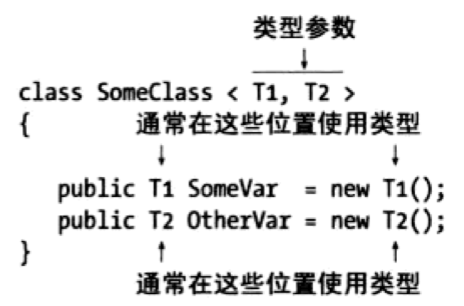 类型参数
class SomeClass < T1, T2 >
{ 通常在这些位置使用类型
public T1 SomeVar = new T1();
public T2 OtherVar = new T2();
}
通常在这些位置使用类型